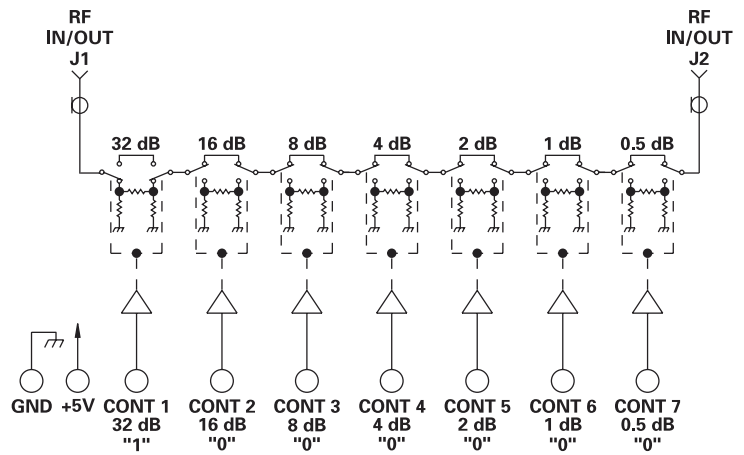 RF
IN/OUT
J1
RF
IN/OUT
J2
32 dB 16 dB 8 dB 4 dB 2 dB 1 dB 0.5 dB
GND +5V CONT 1 CONT 2 CONT 3 CONT 4 CONT 5 CONT 6 CONT 7
32 dB 16 dB 8 dB 4 dB 2 dB 1 dB 0.5 dB
"1" "0" "0" "0" "0" "0" "0"